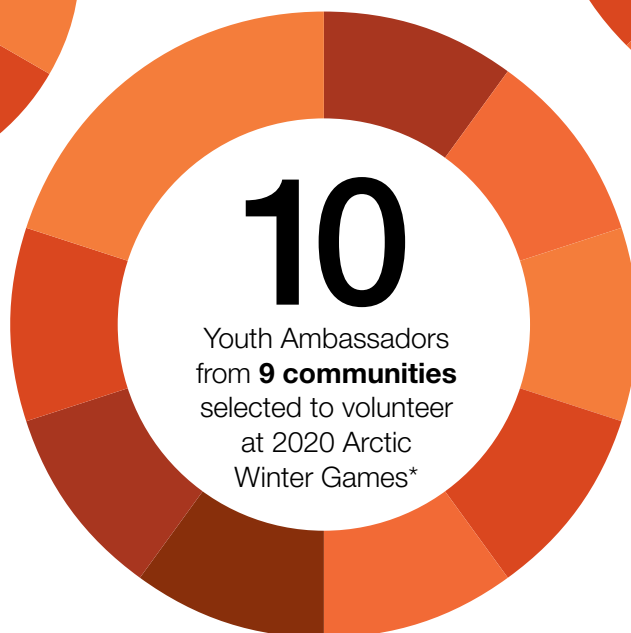 10
Youth Ambassadors
from 9 communities
selected to volunteer
at 2020 Arctic
Winter Games*